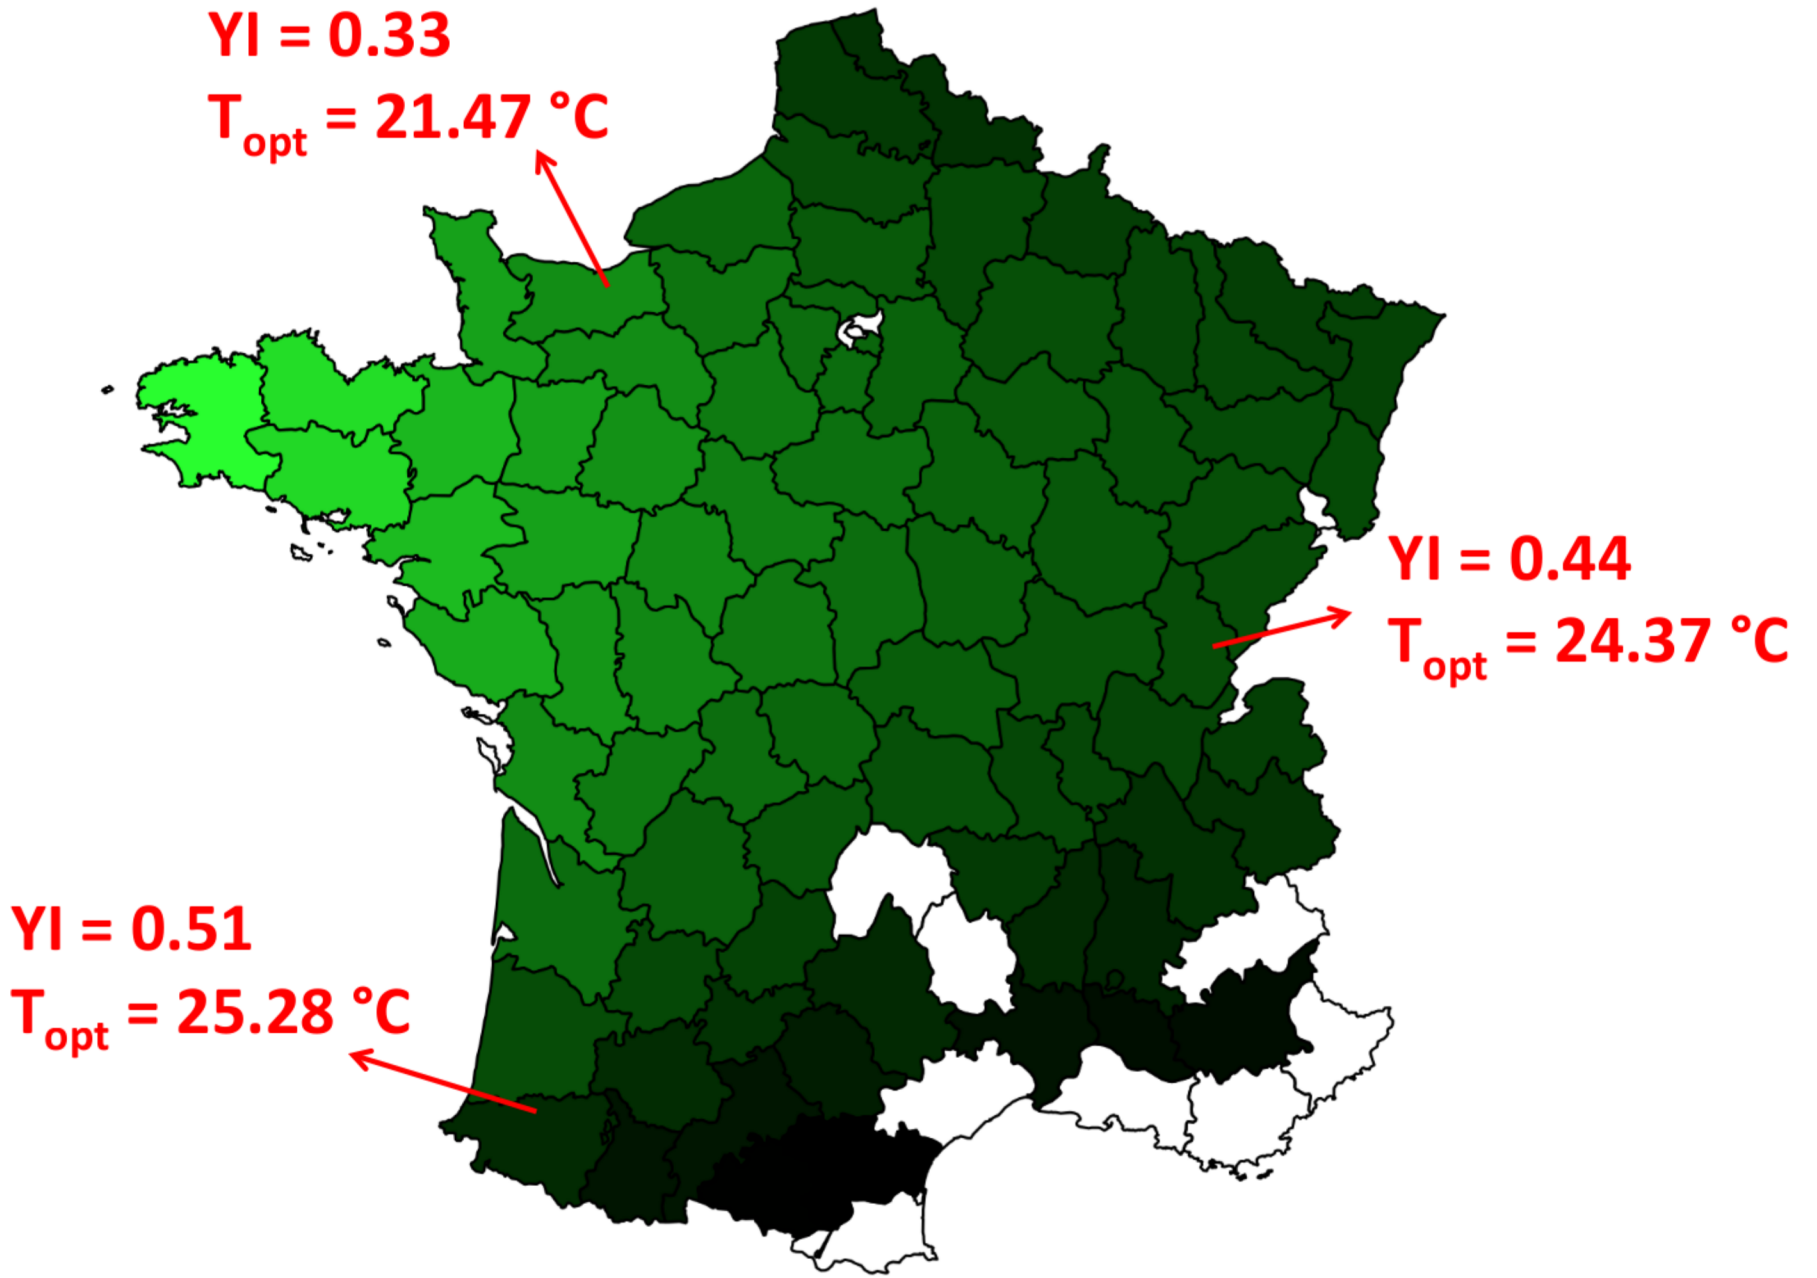 YI = 0.33
Topt = 21.47 °C
YI = 0.44
Topt = 24.37 °C
YI = 0.51
Topt = 25.28 °C